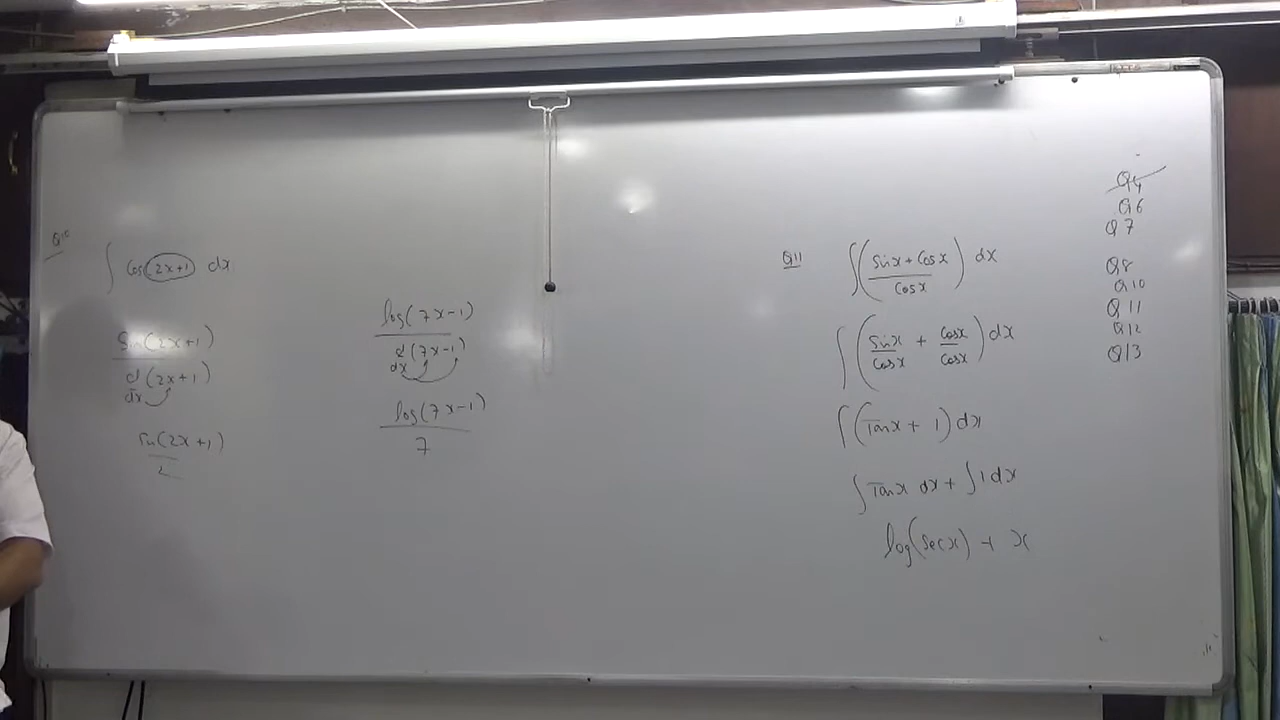 Q10
∫ cos(2x+1) dx
sin(2x+1)
d/dx (2x+1)
sin(2x+1)
2
log(7x-1)
d/dx (7x-1)
log(7x-1)
7
Q11 ∫ ( (sinx + cosx) / cosx ) dx
∫ ( sinx/cosx + cosx/cosx ) dx
∫ (Tanx + 1) dx
∫ Tanx dx + ∫ 1 dx
log(secx) + x
Q6
Q7
Q8
Q10
Q11
Q12
Q13